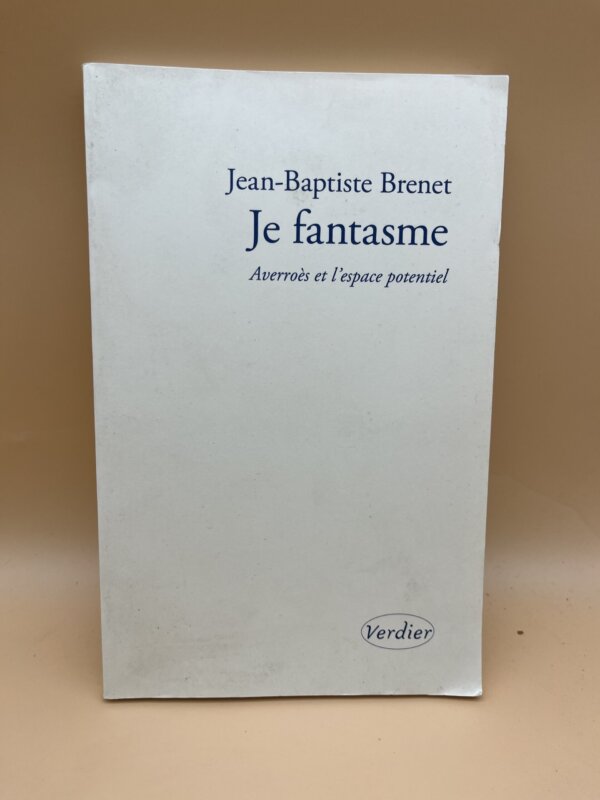 Jean-Baptiste Brenet
Je fantasme
Averroès et l'espace potentiel
Verdier